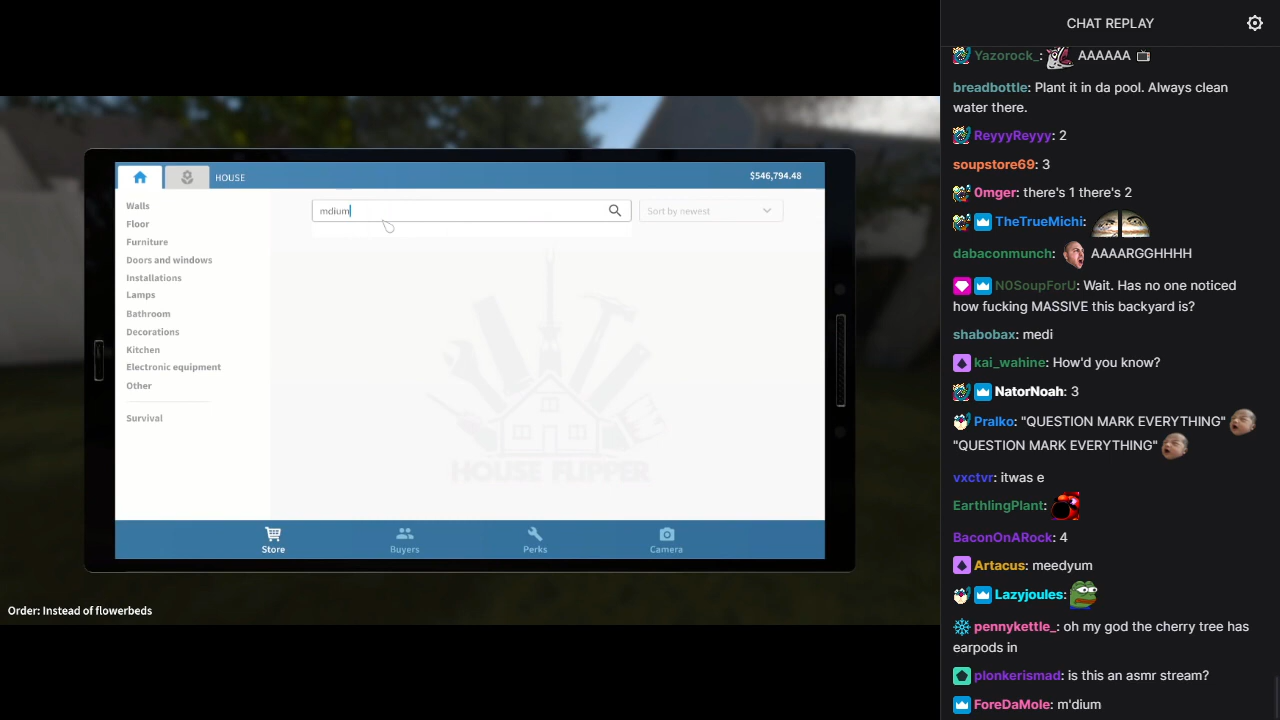 HOUSE
$546,794.48
mdium
Sort by newest
Walls
Floor
Furniture
Doors and windows
Installations
Lamps
Bathroom
Decorations
Kitchen
Electronic equipment
Other
Survival
HOUSE FLIPPER
Store
Buyers
Perks
Camera
Order: Instead of flowerbeds
CHAT REPLAY
Yazorock_: AAAAAA
breadbottle: Plant it in da pool. Always clean
water there.
ReyyyReyyy: 2
soupstore69: 3
0mger: there's 1 there's 2
TheTrueMichi:
dabaconmunch: AAAARGGHHHH
N0SoupForU: Wait. Has no one noticed
how fucking MASSIVE this backyard is?
shabobax: medi
kai_wahine: How'd you know?
NatorNoah: 3
Pralko: "QUESTION MARK EVERYTHING"
"QUESTION MARK EVERYTHING"
vxctvr: itwas e
EarthlingPlant:
BaconOnARock: 4
Artacus: meedyum
Lazyjoules:
pennykettle_: oh my god the cherry tree has
earpods in
plonkerismad: is this an asmr stream?
ForeDaMole: m'dium